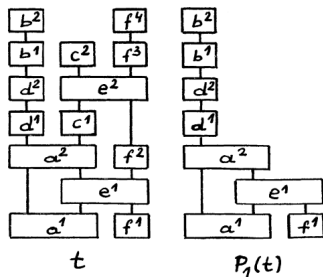 b² f⁴ b²
b¹ c² f³ b¹
d² e² d²
d¹ c¹ d¹
a² f² a²
e¹ e¹
a¹ f¹ a¹ f¹
t P₁(t)